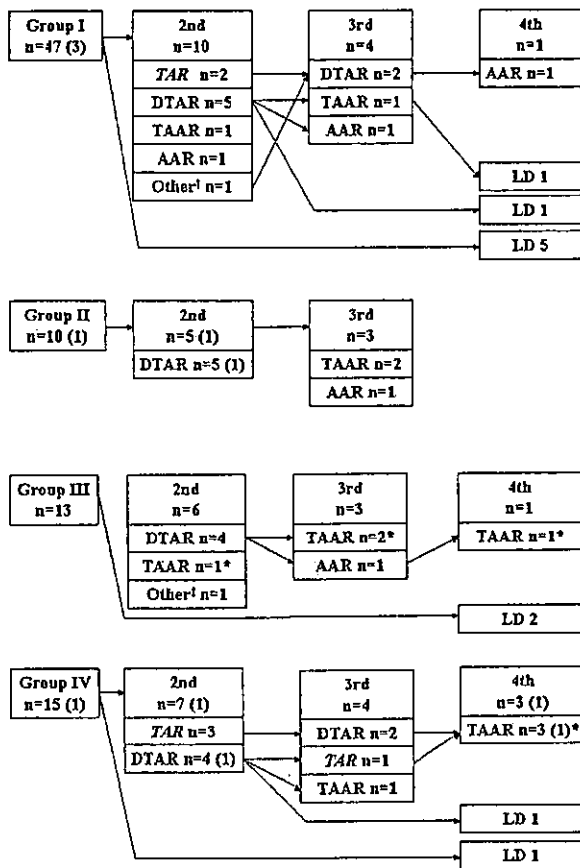 Group I
n=47 (3)
2nd
n=10
TAR n=2
DTAR n=5
TAAR n=1
AAR n=1
Other† n=1
3rd
n=4
DTAR n=2
TAAR n=1
AAR n=1
4th
n=1
AAR n=1
LD 1
LD 1
LD 5
Group II
n=10 (1)
2nd
n=5 (1)
DTAR n=5 (1)
3rd
n=3
TAAR n=2
AAR n=1
Group III
n=13
2nd
n=6
DTAR n=4
TAAR n=1*
Other‡ n=1
3rd
n=3
TAAR n=2*
AAR n=1
4th
n=1
TAAR n=1*
LD 2
Group IV
n=15 (1)
2nd
n=7 (1)
TAR n=3
DTAR n=4 (1)
3rd
n=4
DTAR n=2
TAR n=1
TAAR n=1
4th
n=3 (1)
TAAR n=3 (1)*
LD 1
LD 1